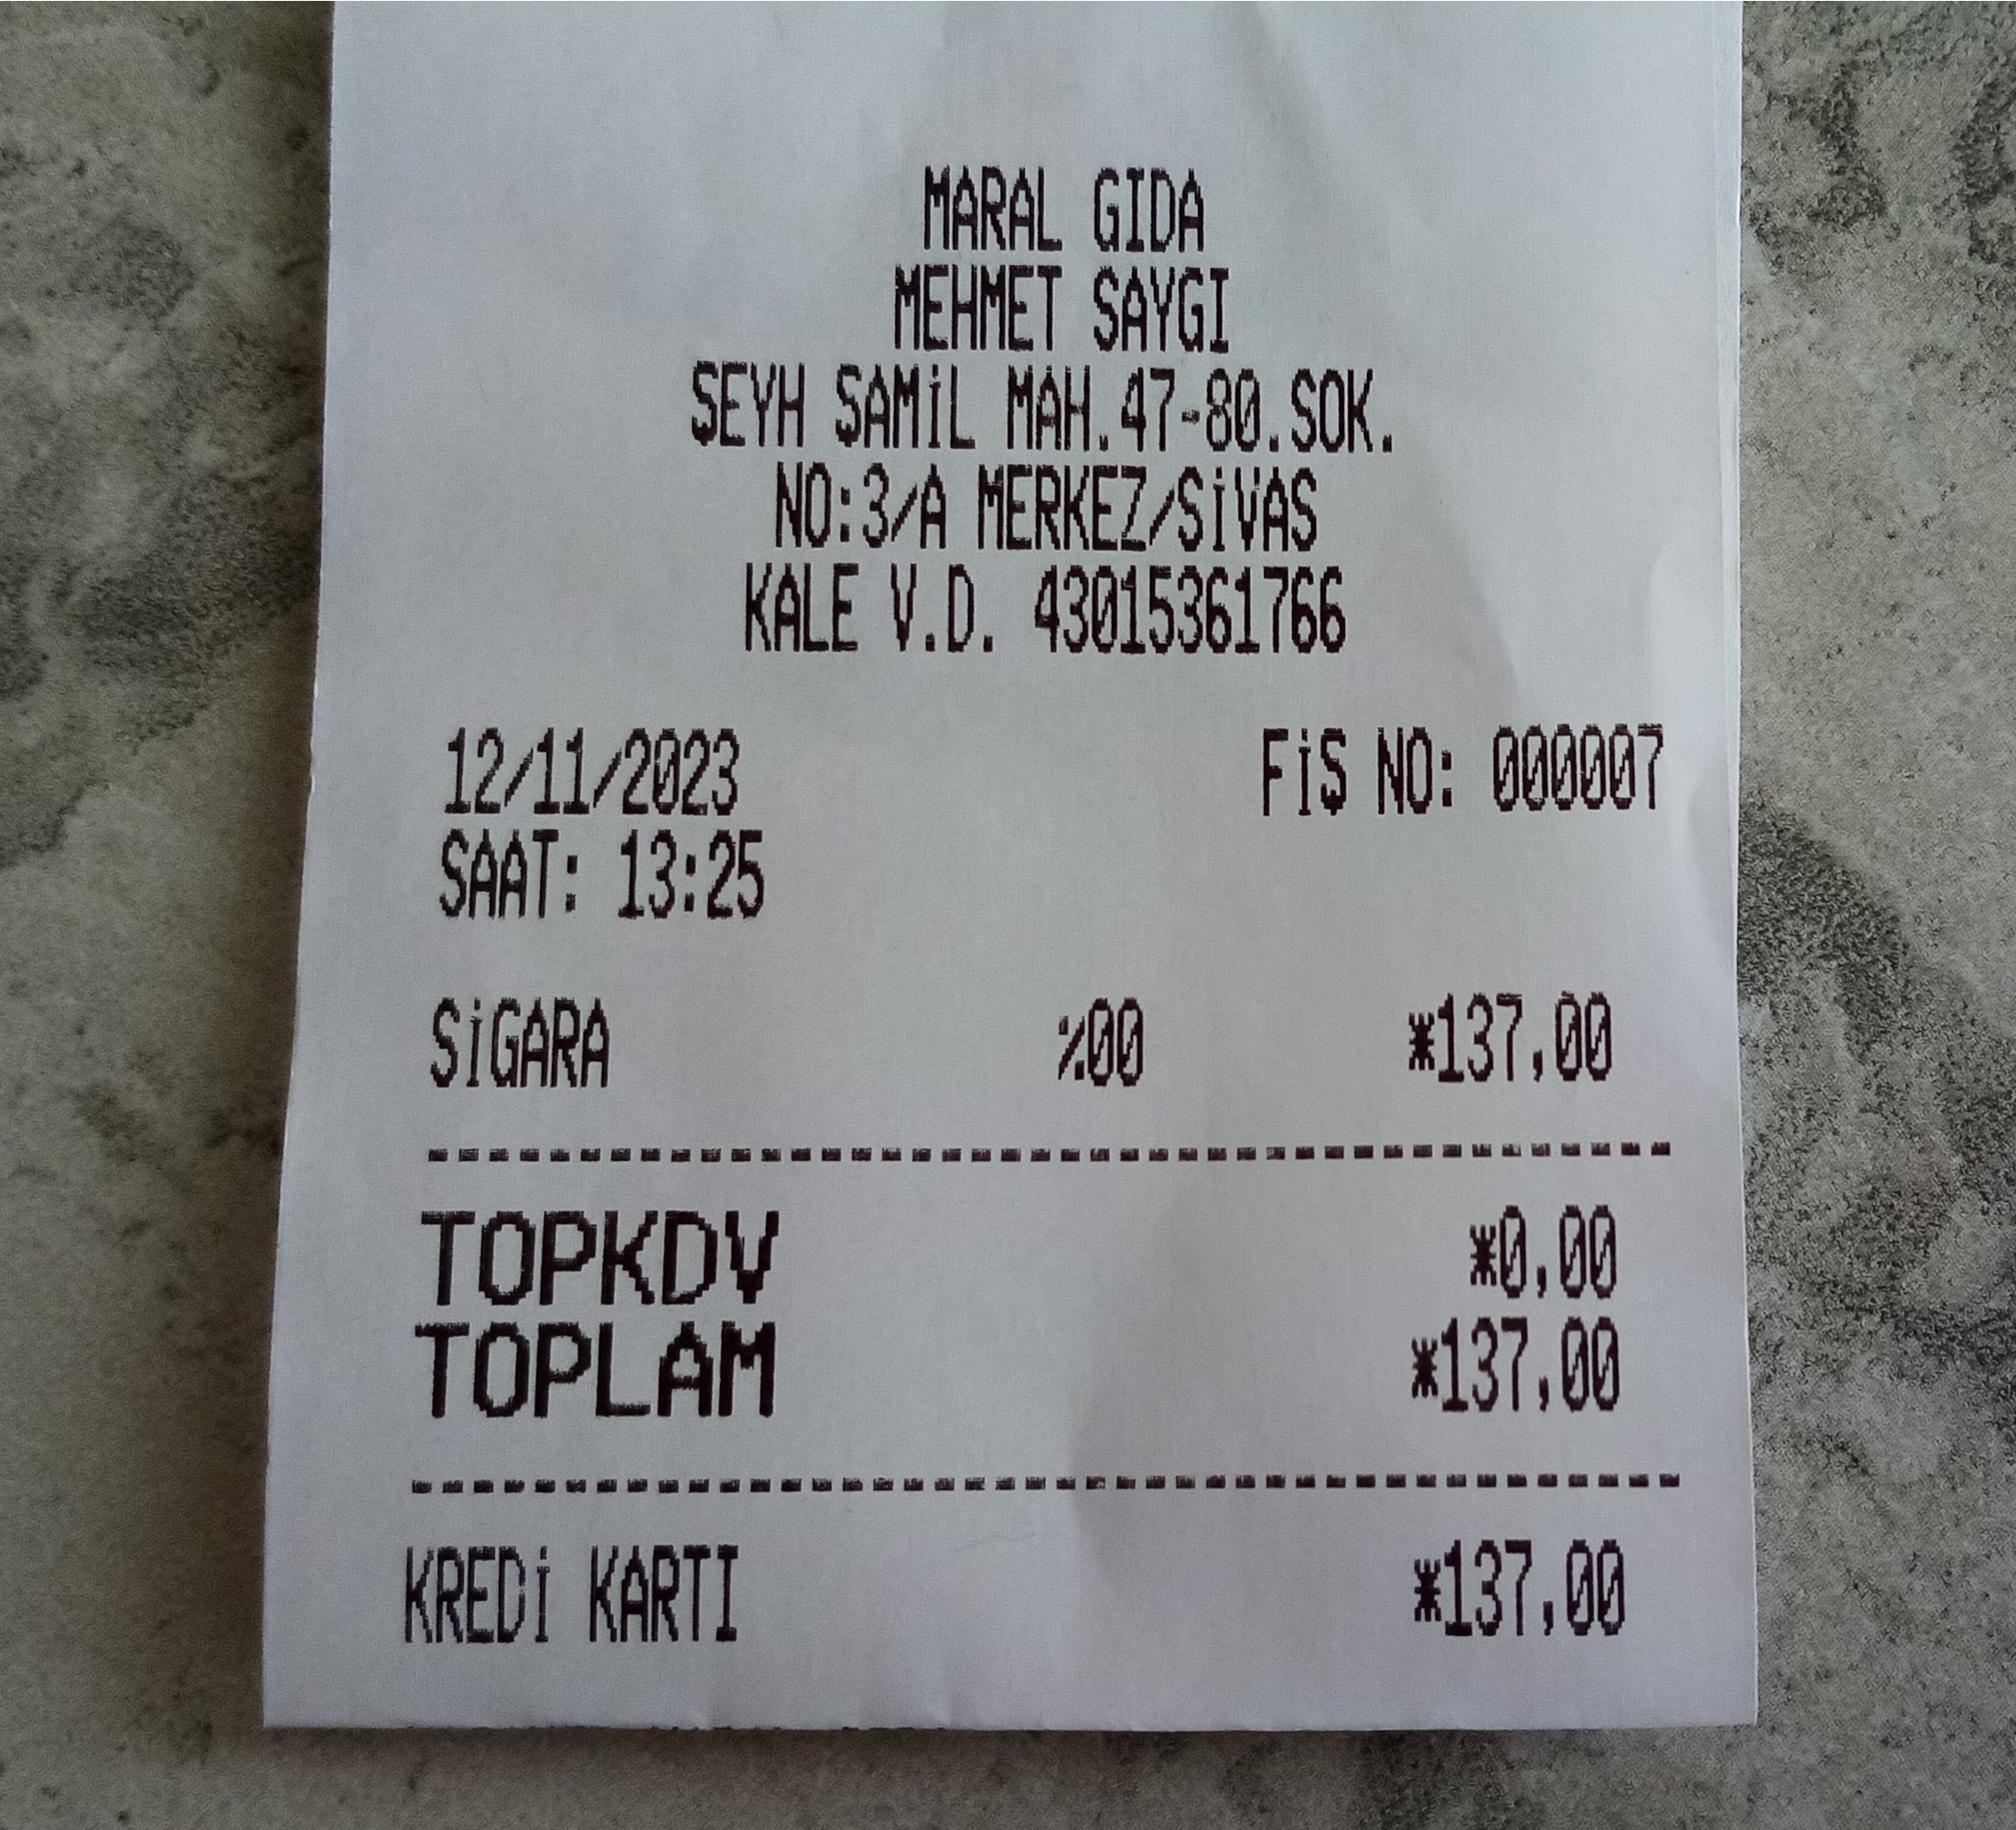 MARAL GIDA
MEHMET SAYGI
ŞEYH ŞAMİL MAH.47-80.SOK.
NO:3/A MERKEZ/SİVAS
KALE V.D. 43015361766
12/11/2023 FİŞ NO: 000007
SAAT: 13:25
SİGARA %00 *137,00
TOPKDV *0,00
TOPLAM *137,00
KREDİ KARTI *137,00